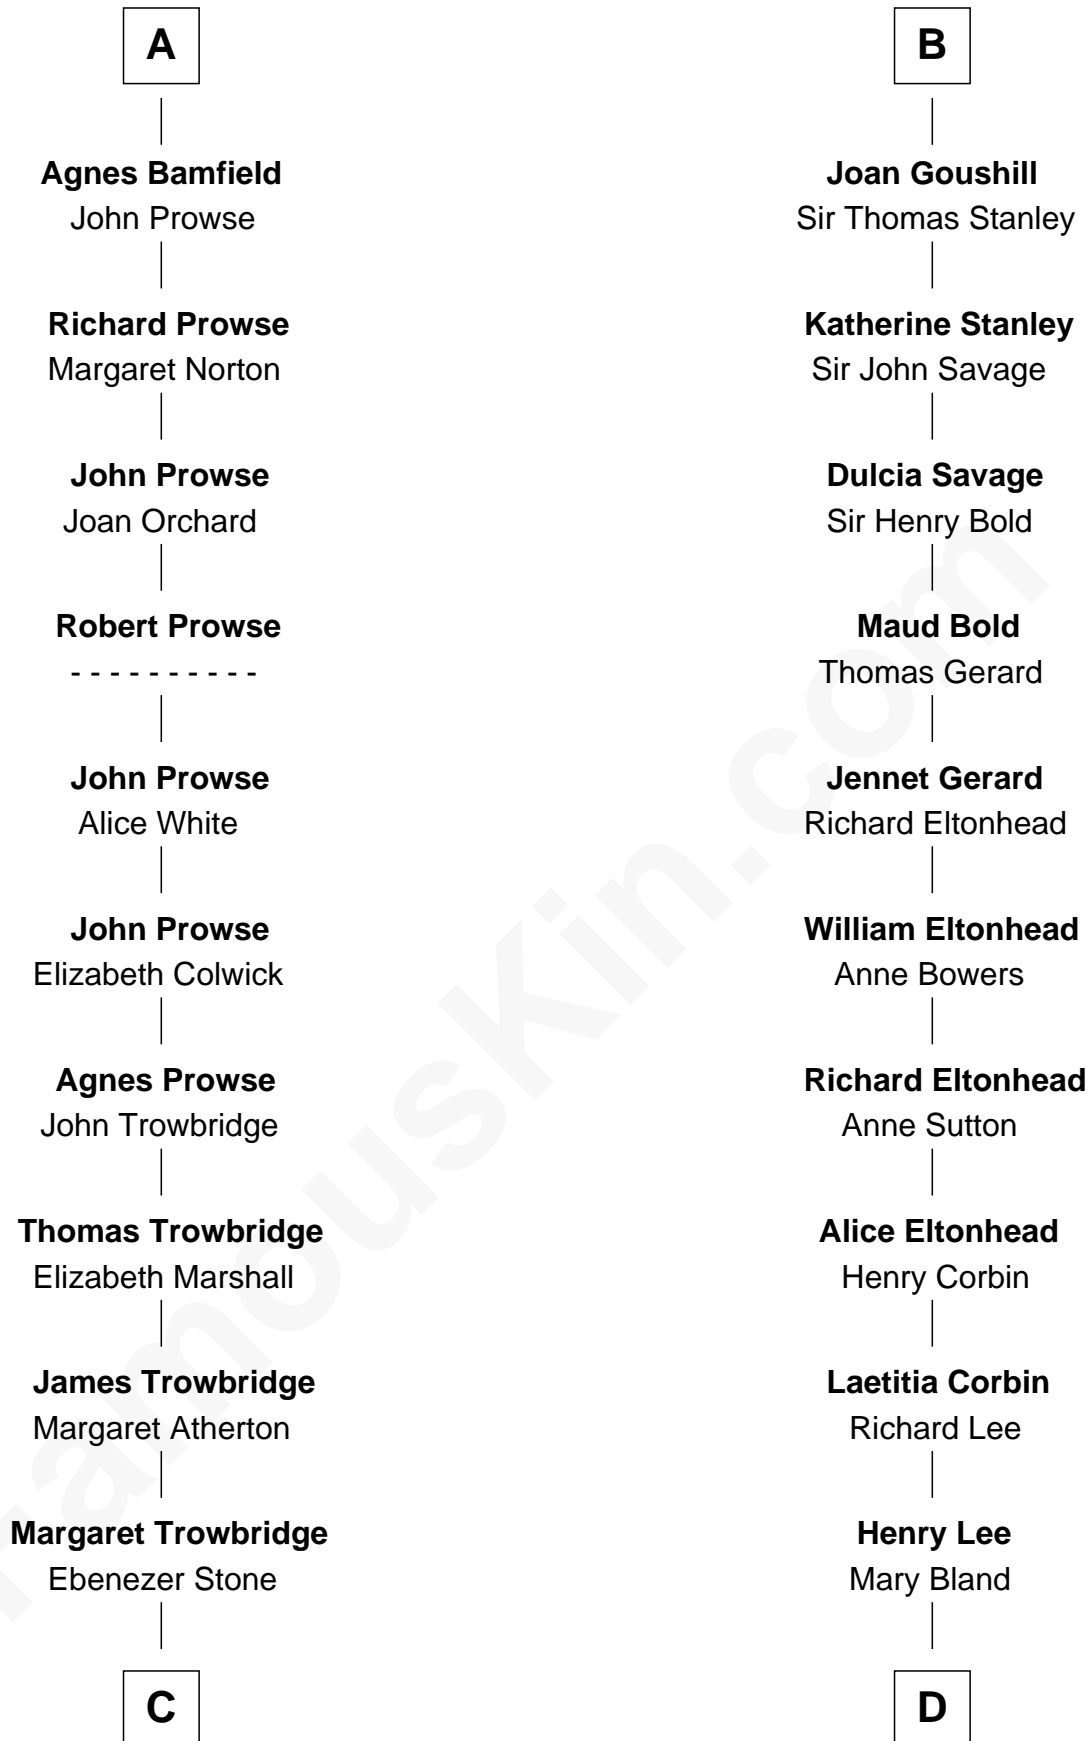 A
Agnes Bamfield
John Prowse
Richard Prowse
Margaret Norton
John Prowse
Joan Orchard
Robert Prowse
- - - - - - - - - -
John Prowse
Alice White
John Prowse
Elizabeth Colwick
Agnes Prowse
John Trowbridge
Thomas Trowbridge
Elizabeth Marshall
James Trowbridge
Margaret Atherton
Margaret Trowbridge
Ebenezer Stone
C
B
Joan Goushill
Sir Thomas Stanley
Katherine Stanley
Sir John Savage
Dulcia Savage
Sir Henry Bold
Maud Bold
Thomas Gerard
Jennet Gerard
Richard Eltonhead
William Eltonhead
Anne Bowers
Richard Eltonhead
Anne Sutton
Alice Eltonhead
Henry Corbin
Laetitia Corbin
Richard Lee
Henry Lee
Mary Bland
D
FamousKin.com